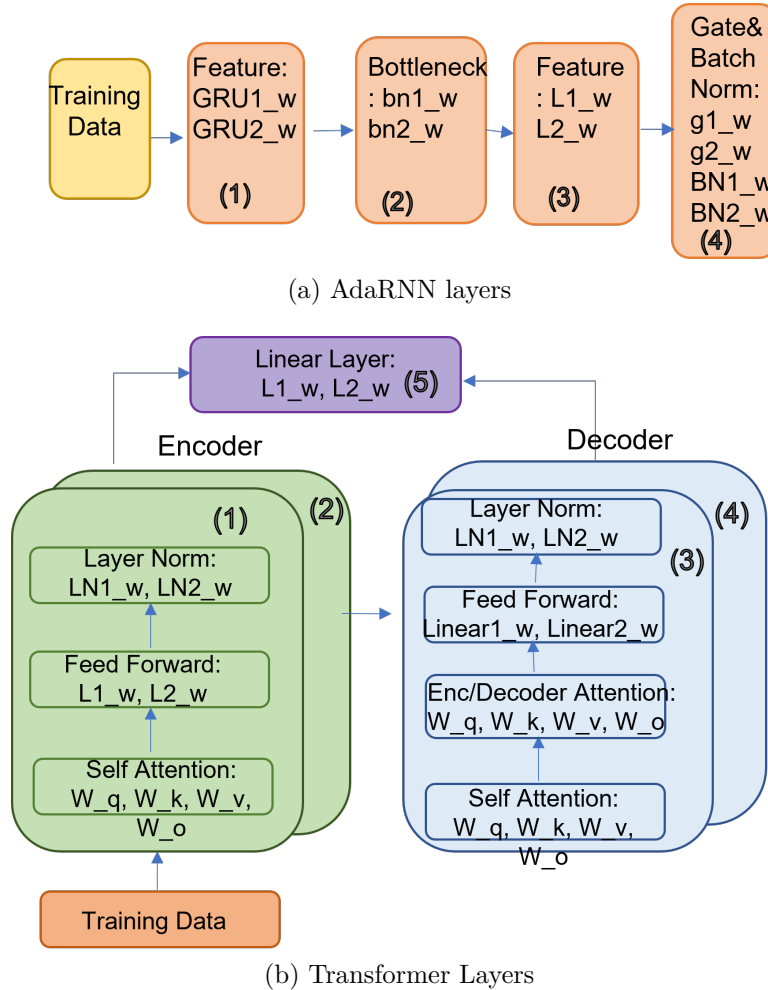 Training
Data
Feature:
GRU1_w
GRU2_w
(1)
Bottleneck
: bn1_w
bn2_w
(2)
Feature
: L1_w
L2_w
(3)
Gate&
Batch
Norm:
g1_w
g2_w
BN1_w
BN2_w
(4)
(a) AdaRNN layers
Linear Layer:
L1_w, L2_w (5)
Encoder
(2)
(1)
Layer Norm:
LN1_w, LN2_w
Feed Forward:
L1_w, L2_w
Self Attention:
W_q, W_k, W_v,
W_o
Training Data
Decoder
(4)
(3)
Layer Norm:
LN1_w, LN2_w
Feed Forward:
Linear1_w, Linear2_w
Enc/Decoder Attention:
W_q, W_k, W_v, W_o
Self Attention:
W_q, W_k, W_v,
W_o
(b) Transformer Layers